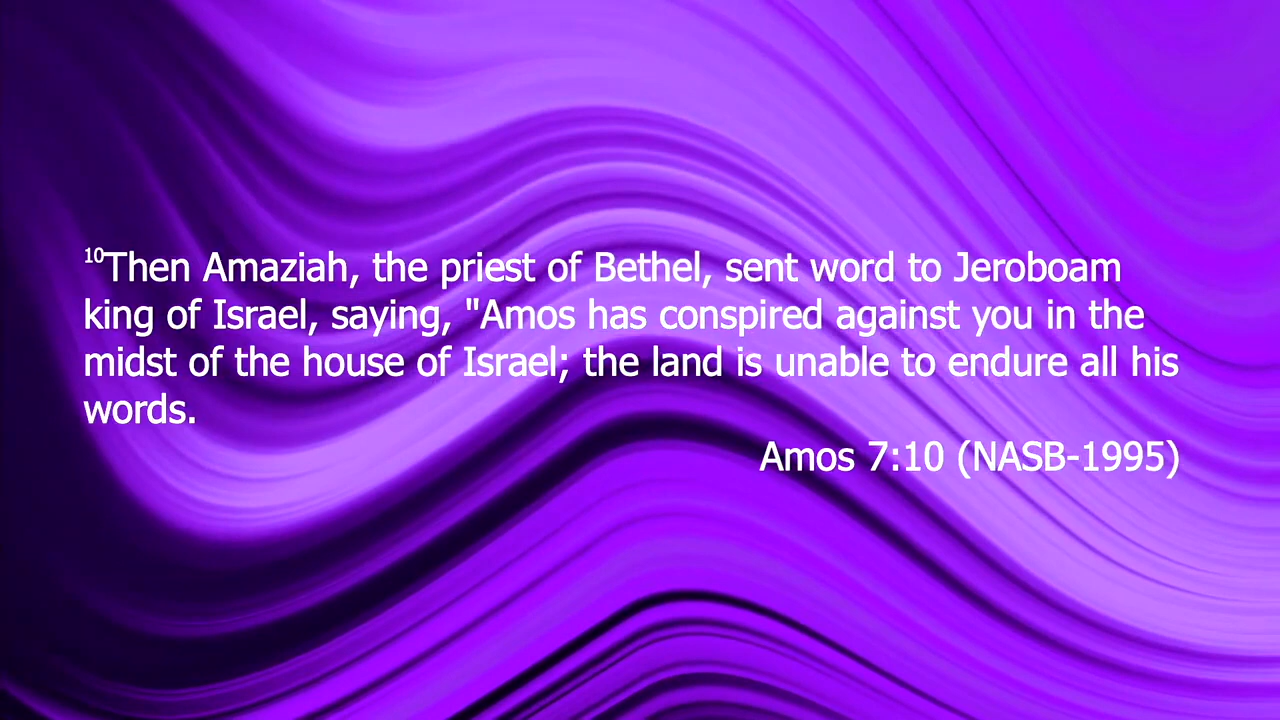 10Then Amaziah, the priest of Bethel, sent word to Jeroboam
king of Israel, saying, "Amos has conspired against you in the
midst of the house of Israel; the land is unable to endure all his
words.
Amos 7:10 (NASB-1995)